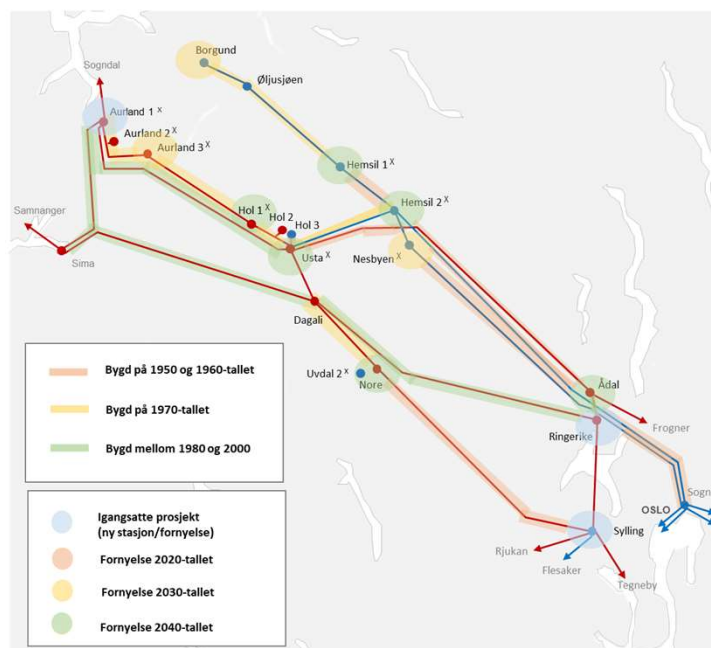 Borgund
Øljusjøen
Sogndal
Aurland 1 X
Aurland 2 X
Aurland 3 X
Hemsil 1 X
Hemsil 2 X
Samnanger
Hol 1 X
Hol 2
Hol 3
Nesbyen X
Sima
Usta X
Dagali
Uvdal 2 X
Nore
Ådal
Frogner
Ringerike
Bygd på 1950 og 1960-tallet
Bygd på 1970-tallet
Bygd mellom 1980 og 2000
Sogn
OSLO
Sylling
Rjukan
Flesaker
Tegneby
Igangsatte prosjekt
(ny stasjon/fornyelse)
Fornyelse 2020-tallet
Fornyelse 2030-tallet
Fornyelse 2040-tallet